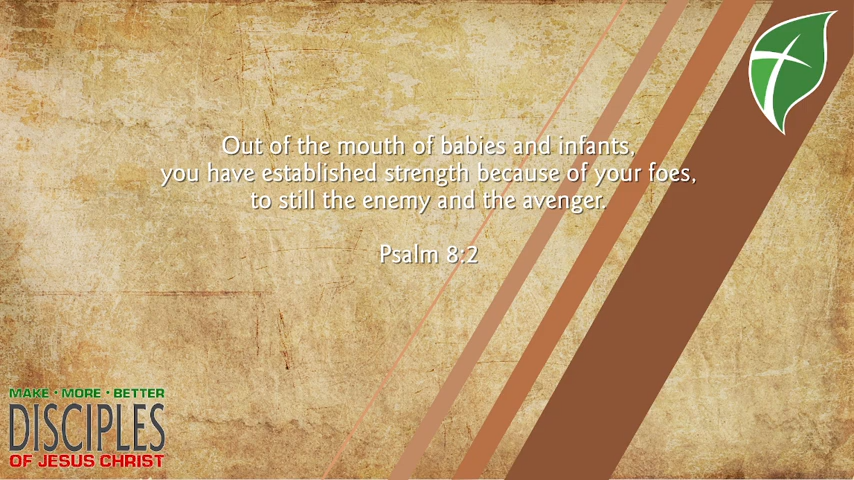 Out of the mouth of babies and infants,
you have established strength because of your foes,
to still the enemy and the avenger.
Psalm 8:2
MAKE · MORE · BETTER
DISCIPLES
OF JESUS CHRIST